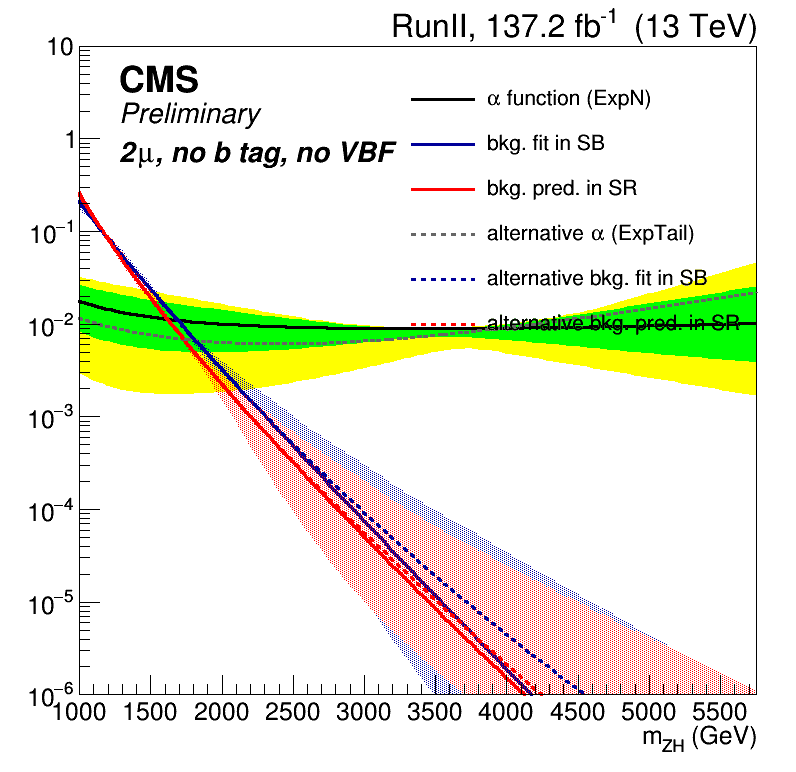 RunII, 137.2 fb-1 (13 TeV)
CMS
Preliminary
2μ, no b tag, no VBF
α function (ExpN)
bkg. fit in SB
bkg. pred. in SR
alternative α (ExpTail)
alternative bkg. fit in SB
alternative bkg. pred. in SR
10
1
10−1
10−2
10−3
10−4
10−5
10−6
1000 1500 2000 2500 3000 3500 4000 4500 5000 5500
mZH (GeV)